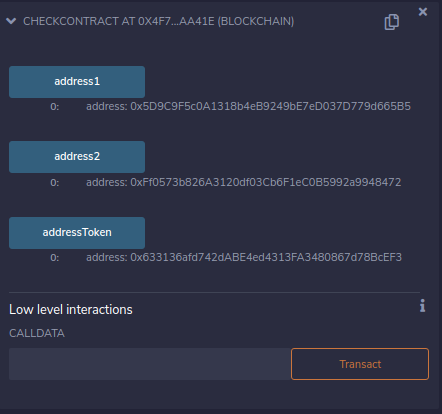 CHECKCONTRACT AT 0X4F7...AA41E (BLOCKCHAIN)
address1
0: address: 0x5D9C9F5c0A1318b4eB9249bE7eD037D779d665B5
address2
0: address: 0xFf0573b826A3120df03Cb6F1eC0B5992a9948472
addressToken
0: address: 0x633136afd742dABE4ed4313FA3480867d78BcEF3
Low level interactions
CALLDATA
Transact